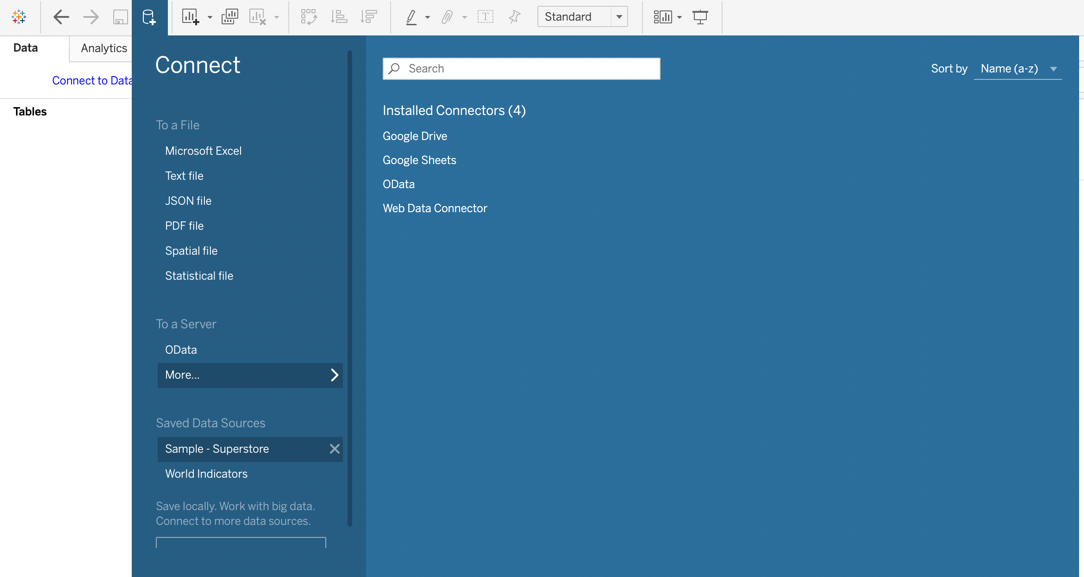 Standard
Data
Analytics
Connect to Data
Tables
Connect
To a File
Microsoft Excel
Text file
JSON file
PDF file
Spatial file
Statistical file
To a Server
OData
More...
Saved Data Sources
Sample - Superstore
World Indicators
Save locally. Work with big data.
Connect to more data sources.
Search
Sort by Name (a-z)
Installed Connectors (4)
Google Drive
Google Sheets
OData
Web Data Connector